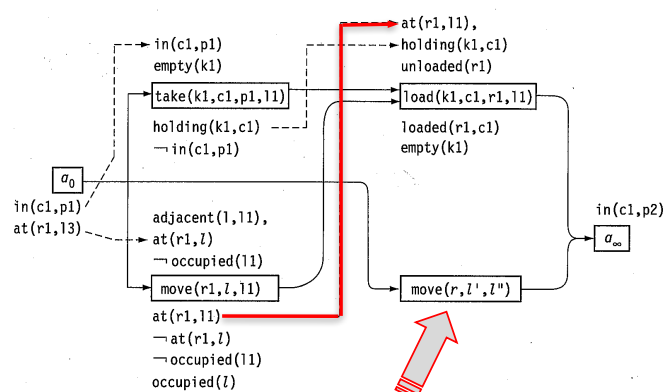 in(c1,p1)
empty(k1)
take(k1,c1,p1,l1)
holding(k1,c1)
¬in(c1,p1)
at(r1,l1),
holding(k1,c1)
unloaded(r1)
load(k1,c1,r1,l1)
loaded(r1,c1)
empty(k1)
a0
in(c1,p1)
at(r1,l3)
adjacent(l,l1),
at(r1,l)
¬occupied(l1)
move(r1,l,l1)
at(r1,l1)
¬at(r1,l)
¬occupied(l1)
occupied(l)
move(r,l',l")
in(c1,p2)
a∞